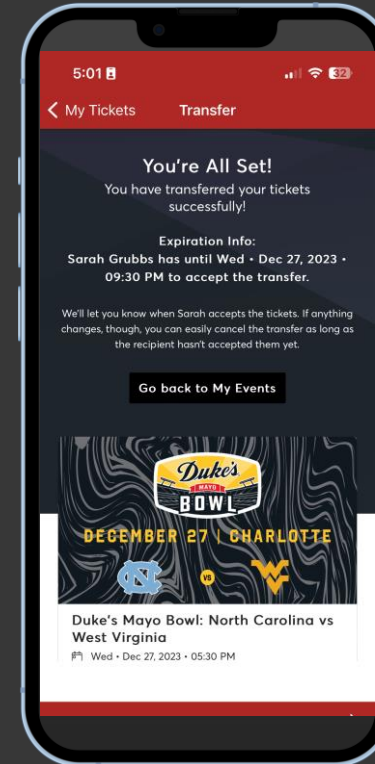 5:01
32
My Tickets Transfer
You're All Set!
You have transferred your tickets
successfully!
Expiration Info:
Sarah Grubbs has until Wed • Dec 27, 2023 •
09:30 PM to accept the transfer.
We'll let you know when Sarah accepts the tickets. If anything
changes, though, you can easily cancel the transfer as long as
the recipient hasn't accepted them yet.
Go back to My Events
Duke's
MAYO
BOWL
DECEMBER 27 | CHARLOTTE
NC VS WV
Duke's Mayo Bowl: North Carolina vs
West Virginia
Wed • Dec 27, 2023 • 05:30 PM